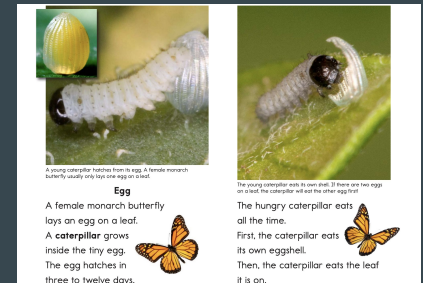 A young caterpillar hatches from its egg. A female monarch
butterfly usually only lays one egg on a leaf.
Egg
A female monarch butterfly
lays an egg on a leaf.
A caterpillar grows
inside the tiny egg.
The egg hatches in
three to twelve days.
The young caterpillar eats its own shell. If there are two eggs
on a leaf, the caterpillar will eat the other egg first!
The hungry caterpillar eats
all the time.
First, the caterpillar eats
its own eggshell.
Then, the caterpillar eats the leaf
it is on.